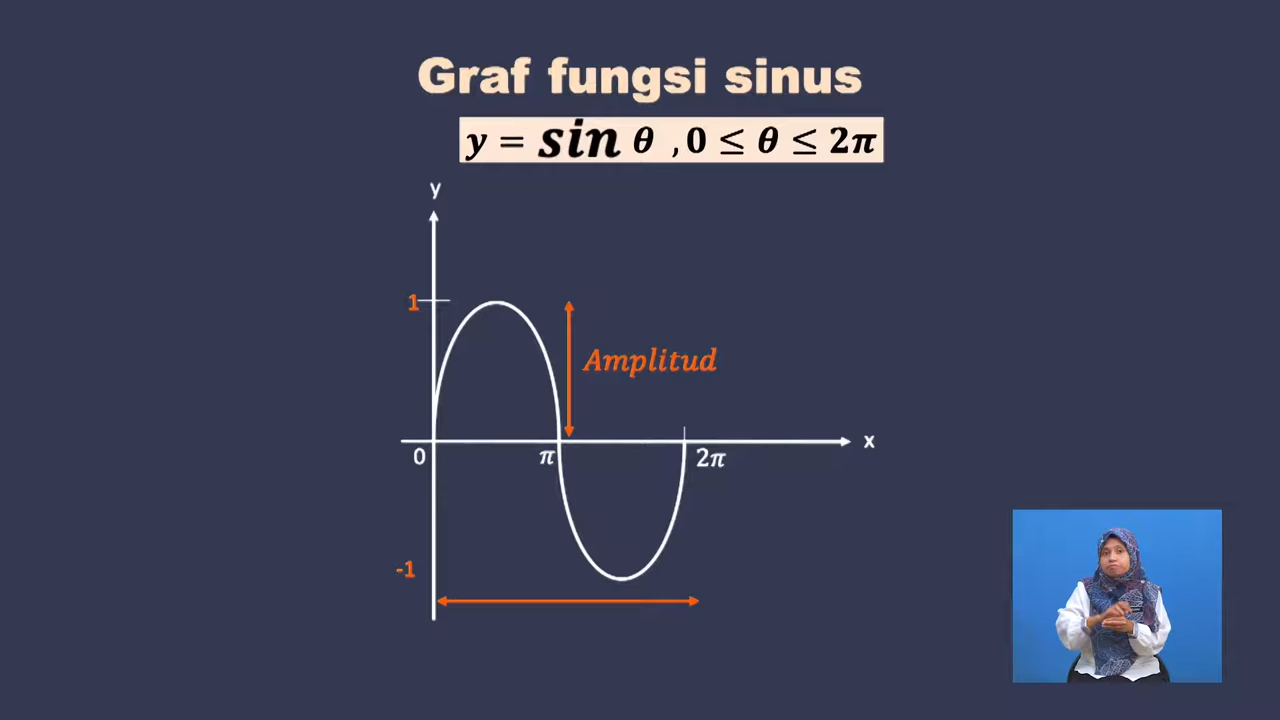 Graf fungsi sinus
y = sin θ , 0 ≤ θ ≤ 2π
y
1
Amplitud
x
0
π
2π
-1